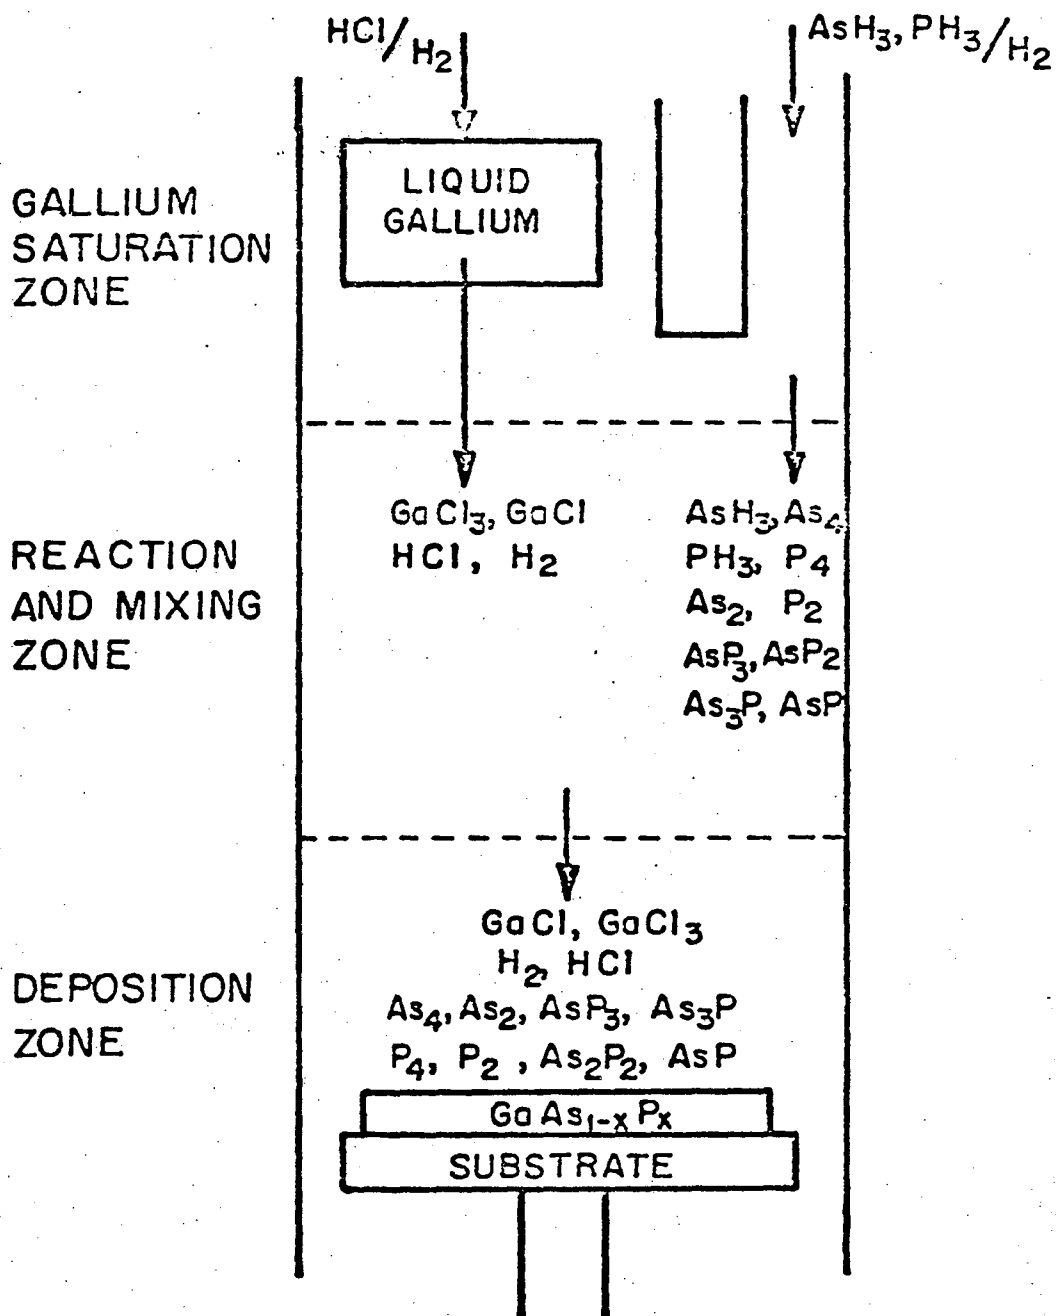 HCl/H2
AsH3, PH3/H2
GALLIUM
SATURATION
ZONE
LIQUID
GALLIUM
REACTION
AND MIXING
ZONE
GaCl3, GaCl
HCl, H2
AsH3, As4
PH3, P4
As2, P2
AsP3, AsP2
As3P, AsP
DEPOSITION
ZONE
GaCl, GaCl3
H2, HCl
As4, As2, AsP3, As3P
P4, P2, As2P2, AsP
GaAs1-xPx
SUBSTRATE